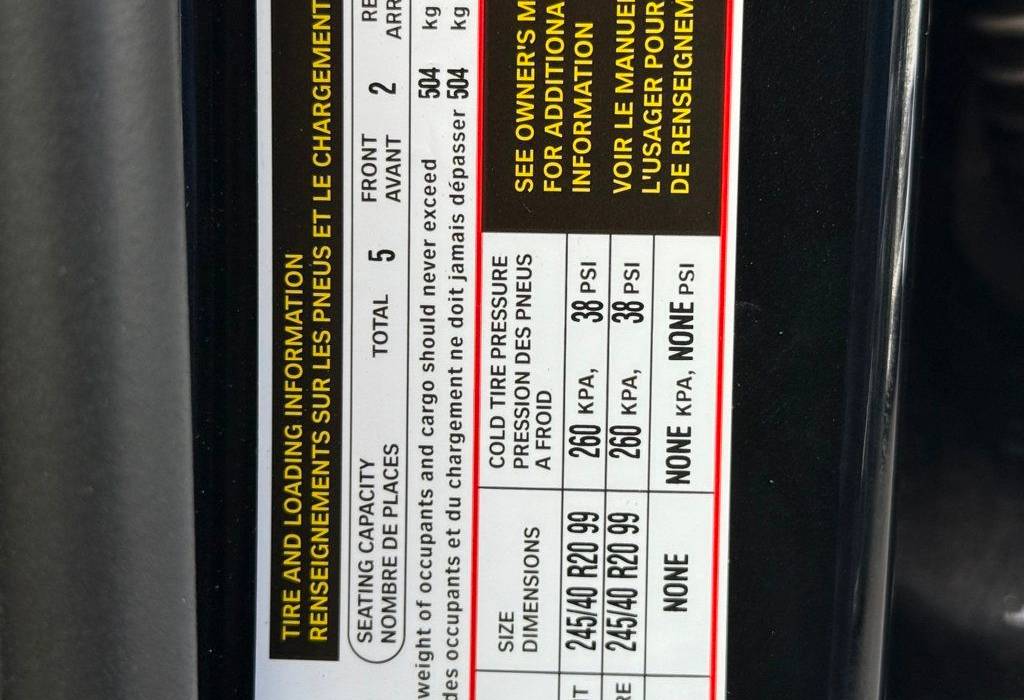 TIRE AND LOADING INFORMATION
RENSEIGNEMENTS SUR LES PNEUS ET LE CHARGEMENT
SEATING CAPACITY
NOMBRE DE PLACES
TOTAL 5
FRONT
AVANT 2
weight of occupants and cargo should never exceed 504 kg
des occupants et du chargement ne doit jamais dépasser 504 kg
SIZE
DIMENSIONS
COLD TIRE PRESSURE
PRESSION DES PNEUS
A FROID
245/40 R20 99 260 KPA, 38 PSI
245/40 R20 99 260 KPA, 38 PSI
NONE NONE KPA, NONE PSI
SEE OWNER'S
FOR
INFORMATION
VOIR LE
L'USAGER POUR
DE